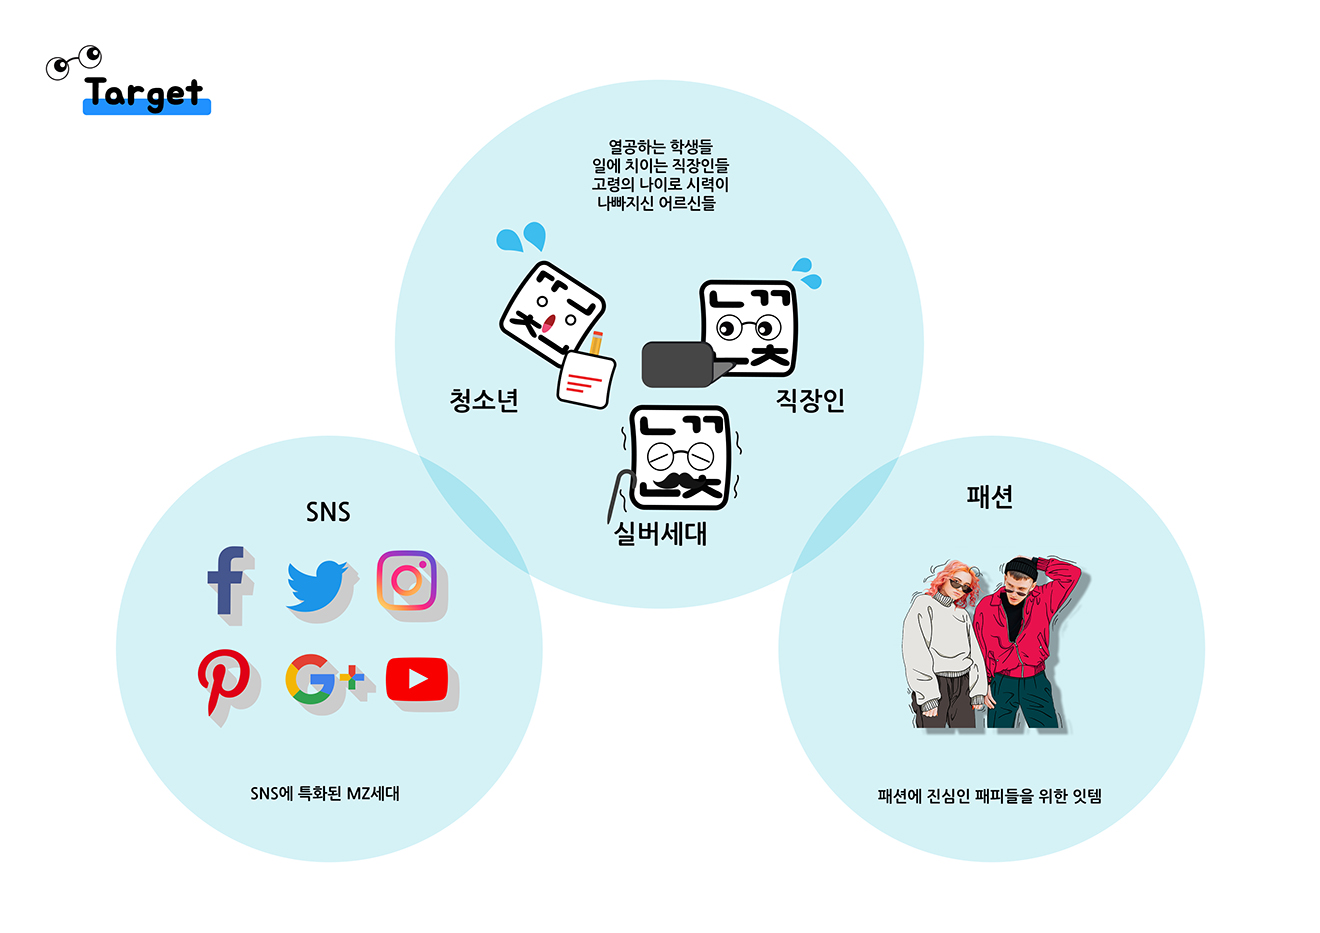 Target
열공하는 학생들
일에 치이는 직장인들
고령의 나이로 시력이
나빠지신 어르신들
청소년
직장인
실버세대
SNS
SNS에 특화된 MZ세대
패션
패션에 진심인 패피들을 위한 잇템